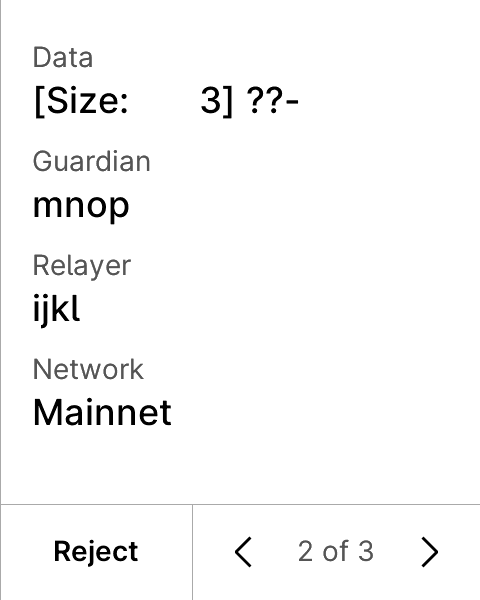 Data
[Size:       3] ??-
Guardian
mnop
Relayer
ijkl
Network
Mainnet
Reject
2 of 3